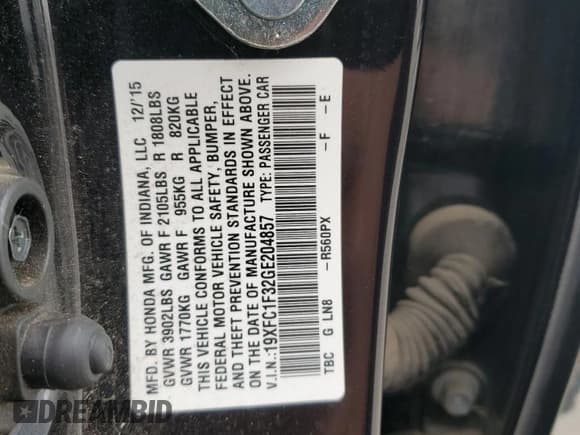 MFD. BY HONDA MFG. OF INDIANA, LLC 12/'15
GVWR 3902LBS GAWR F 2105LBS R 1808LBS
GVWR 1770KG GAWR F 955KG R 820KG
THIS VEHICLE CONFORMS TO ALL APPLICABLE
FEDERAL MOTOR VEHICLE SAFETY, BUMPER,
AND THEFT PREVENTION STANDARDS IN EFFECT
ON THE DATE OF MANUFACTURE SHOWN ABOVE.
V.I.N.:19XFC1F32GE204857 TYPE: PASSENGER CAR
TBC G LN8 -R560PX -F -E
DREAMBID